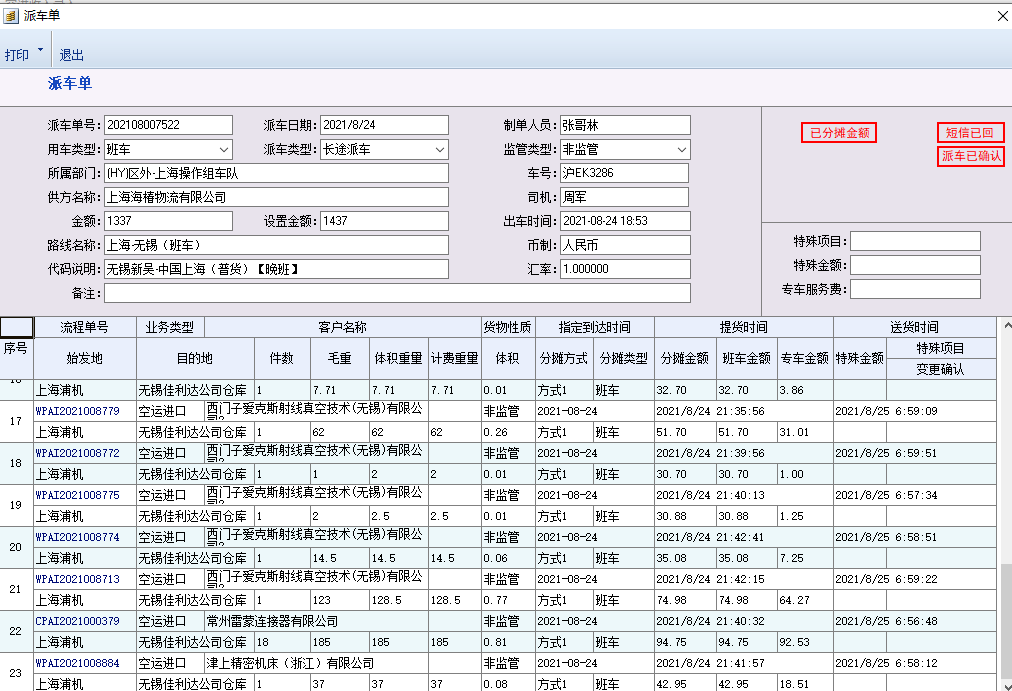 派车单
打印
退出
派车单
派车单号: 202108007522 派车日期: 2021/8/24 制单人员: 张哥林
用车类型: 班车 派车类型: 长途派车 监管类型: 非监管
所属部门: (HY)区外-上海操作组车队 车号: 沪EK3286
供方名称: 上海海椿物流有限公司 司机: 周军
金额: 1337 设置金额: 1437 出车时间: 2021-08-24 18:53
路线名称: 上海-无锡（班车） 币制: 人民币
代码说明: 无锡新吴-中国上海（普货）【晚班】 汇率: 1.000000
备注:
已分摊金额 短信已回
派车已确认
特殊项目:
特殊金额:
专车服务费:
序号 流程单号 业务类型 客户名称 货物性质 指定到达时间 提货时间 送货时间
始发地 目的地 件数 毛重 体积重量 计费重量 体积 分摊方式 分摊类型 分摊金额 班车金额 专车金额 特殊金额 特殊项目
变更确认
上海浦机 无锡佳利达公司仓库 1 7.71 7.71 7.71 0.01 方式1 班车 32.70 32.70 3.86
17 WPAI2021008779 空运进口 西门子爱克斯射线真空技术(无锡)有限公 非监管 2021-08-24 2021/8/24 21:35:56 2021/8/25 6:59:09
上海浦机 无锡佳利达公司仓库 1 62 62 62 0.26 方式1 班车 51.70 51.70 31.01
18 WPAI2021008772 空运进口 西门子爱克斯射线真空技术(无锡)有限公 非监管 2021-08-24 2021/8/24 21:39:56 2021/8/25 6:59:51
上海浦机 无锡佳利达公司仓库 1 1 2 2 0.01 方式1 班车 30.70 30.70 1.00
19 WPAI2021008775 空运进口 西门子爱克斯射线真空技术(无锡)有限公 非监管 2021-08-24 2021/8/24 21:40:13 2021/8/25 6:57:34
上海浦机 无锡佳利达公司仓库 1 2 2.5 2.5 0.01 方式1 班车 30.88 30.88 1.25
20 WPAI2021008774 空运进口 西门子爱克斯射线真空技术(无锡)有限公 非监管 2021-08-24 2021/8/24 21:42:41 2021/8/25 6:58:51
上海浦机 无锡佳利达公司仓库 1 14.5 14.5 14.5 0.06 方式1 班车 35.08 35.08 7.25
21 WPAI2021008713 空运进口 西门子爱克斯射线真空技术(无锡)有限公 非监管 2021-08-24 2021/8/24 21:42:15 2021/8/25 6:59:22
上海浦机 无锡佳利达公司仓库 1 123 128.5 128.5 0.77 方式1 班车 74.98 74.98 64.27
22 CPAI2021000379 空运进口 常州雷蒙连接器有限公司 非监管 2021-08-24 2021/8/24 21:40:32 2021/8/25 6:56:48
上海浦机 无锡佳利达公司仓库 18 185 185 185 0.81 方式1 班车 94.75 94.75 92.53
23 WPAI2021008884 空运进口 津上精密机床（浙江）有限公司 非监管 2021-08-24 2021/8/24 21:41:57 2021/8/25 6:58:12
上海浦机 无锡佳利达公司仓库 1 37 37 37 0.08 方式1 班车 42.95 42.95 18.51